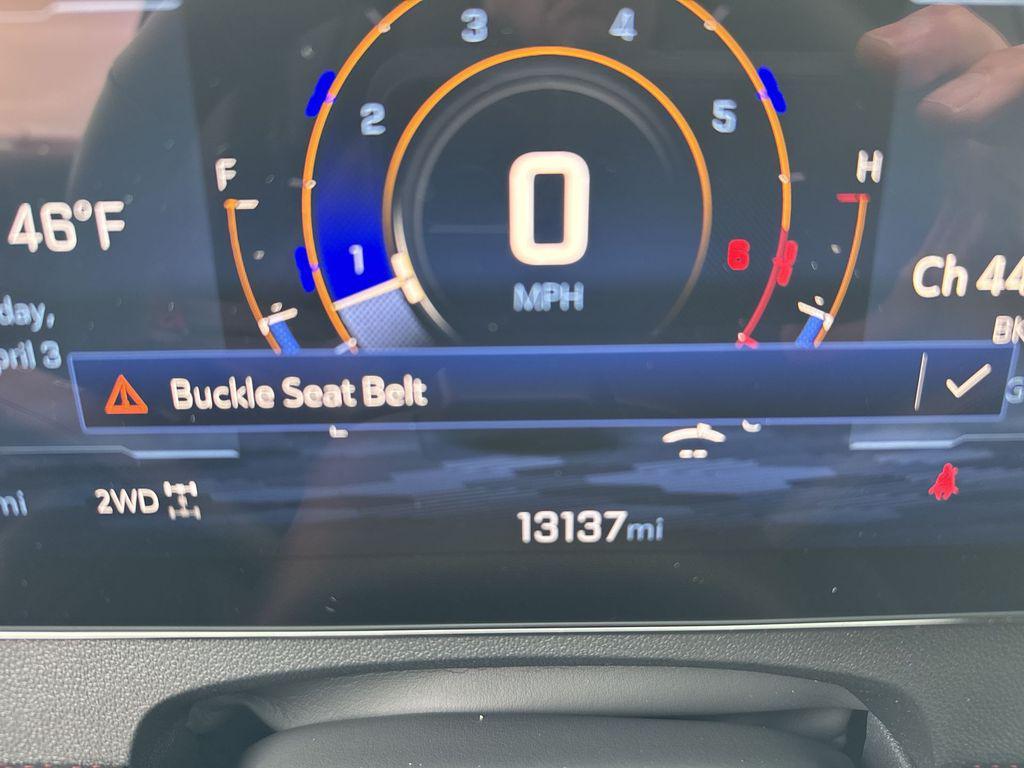 3
4
2
5
F
H
46°F
1
0
6
Ch 44
MPH
day,
pril 3
Buckle Seat Belt
mi
2WD
13137mi